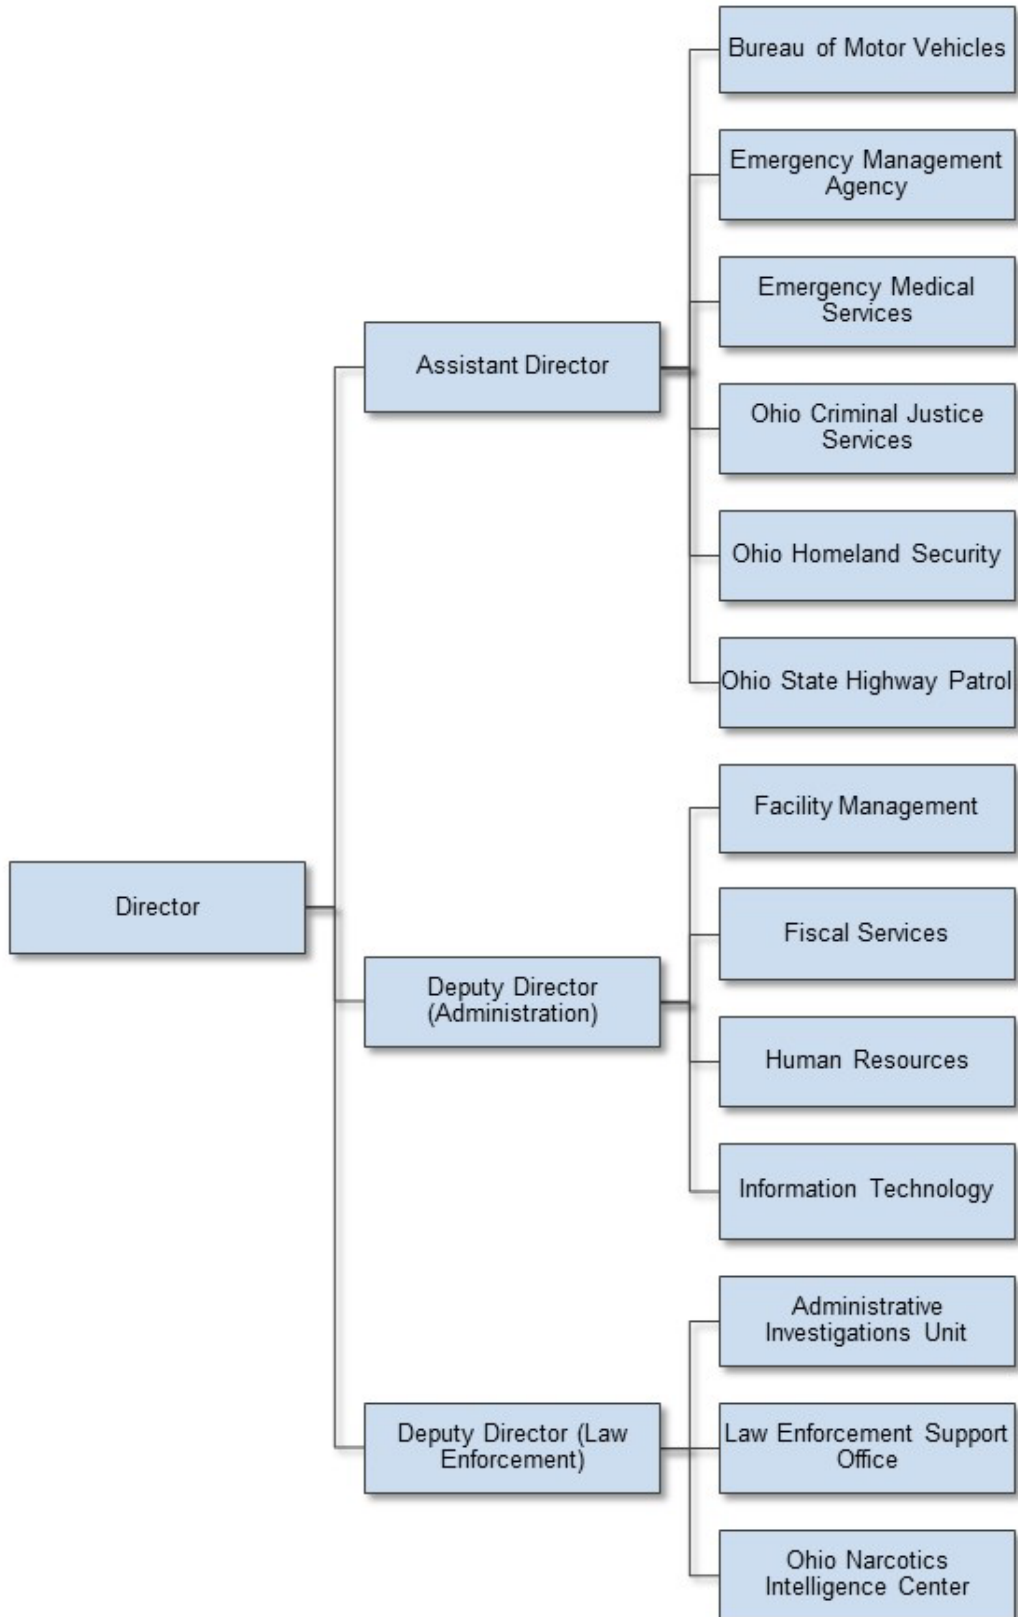 Bureau of Motor Vehicles
Emergency Management
Agency
Emergency Medical
Services
Assistant Director
Ohio Criminal Justice
Services
Ohio Homeland Security
Ohio State Highway Patrol
Facility Management
Director
Fiscal Services
Deputy Director
(Administration)
Human Resources
Information Technology
Administrative
Investigations Unit
Deputy Director (Law
Enforcement)
Law Enforcement Support
Office
Ohio Narcotics
Intelligence Center